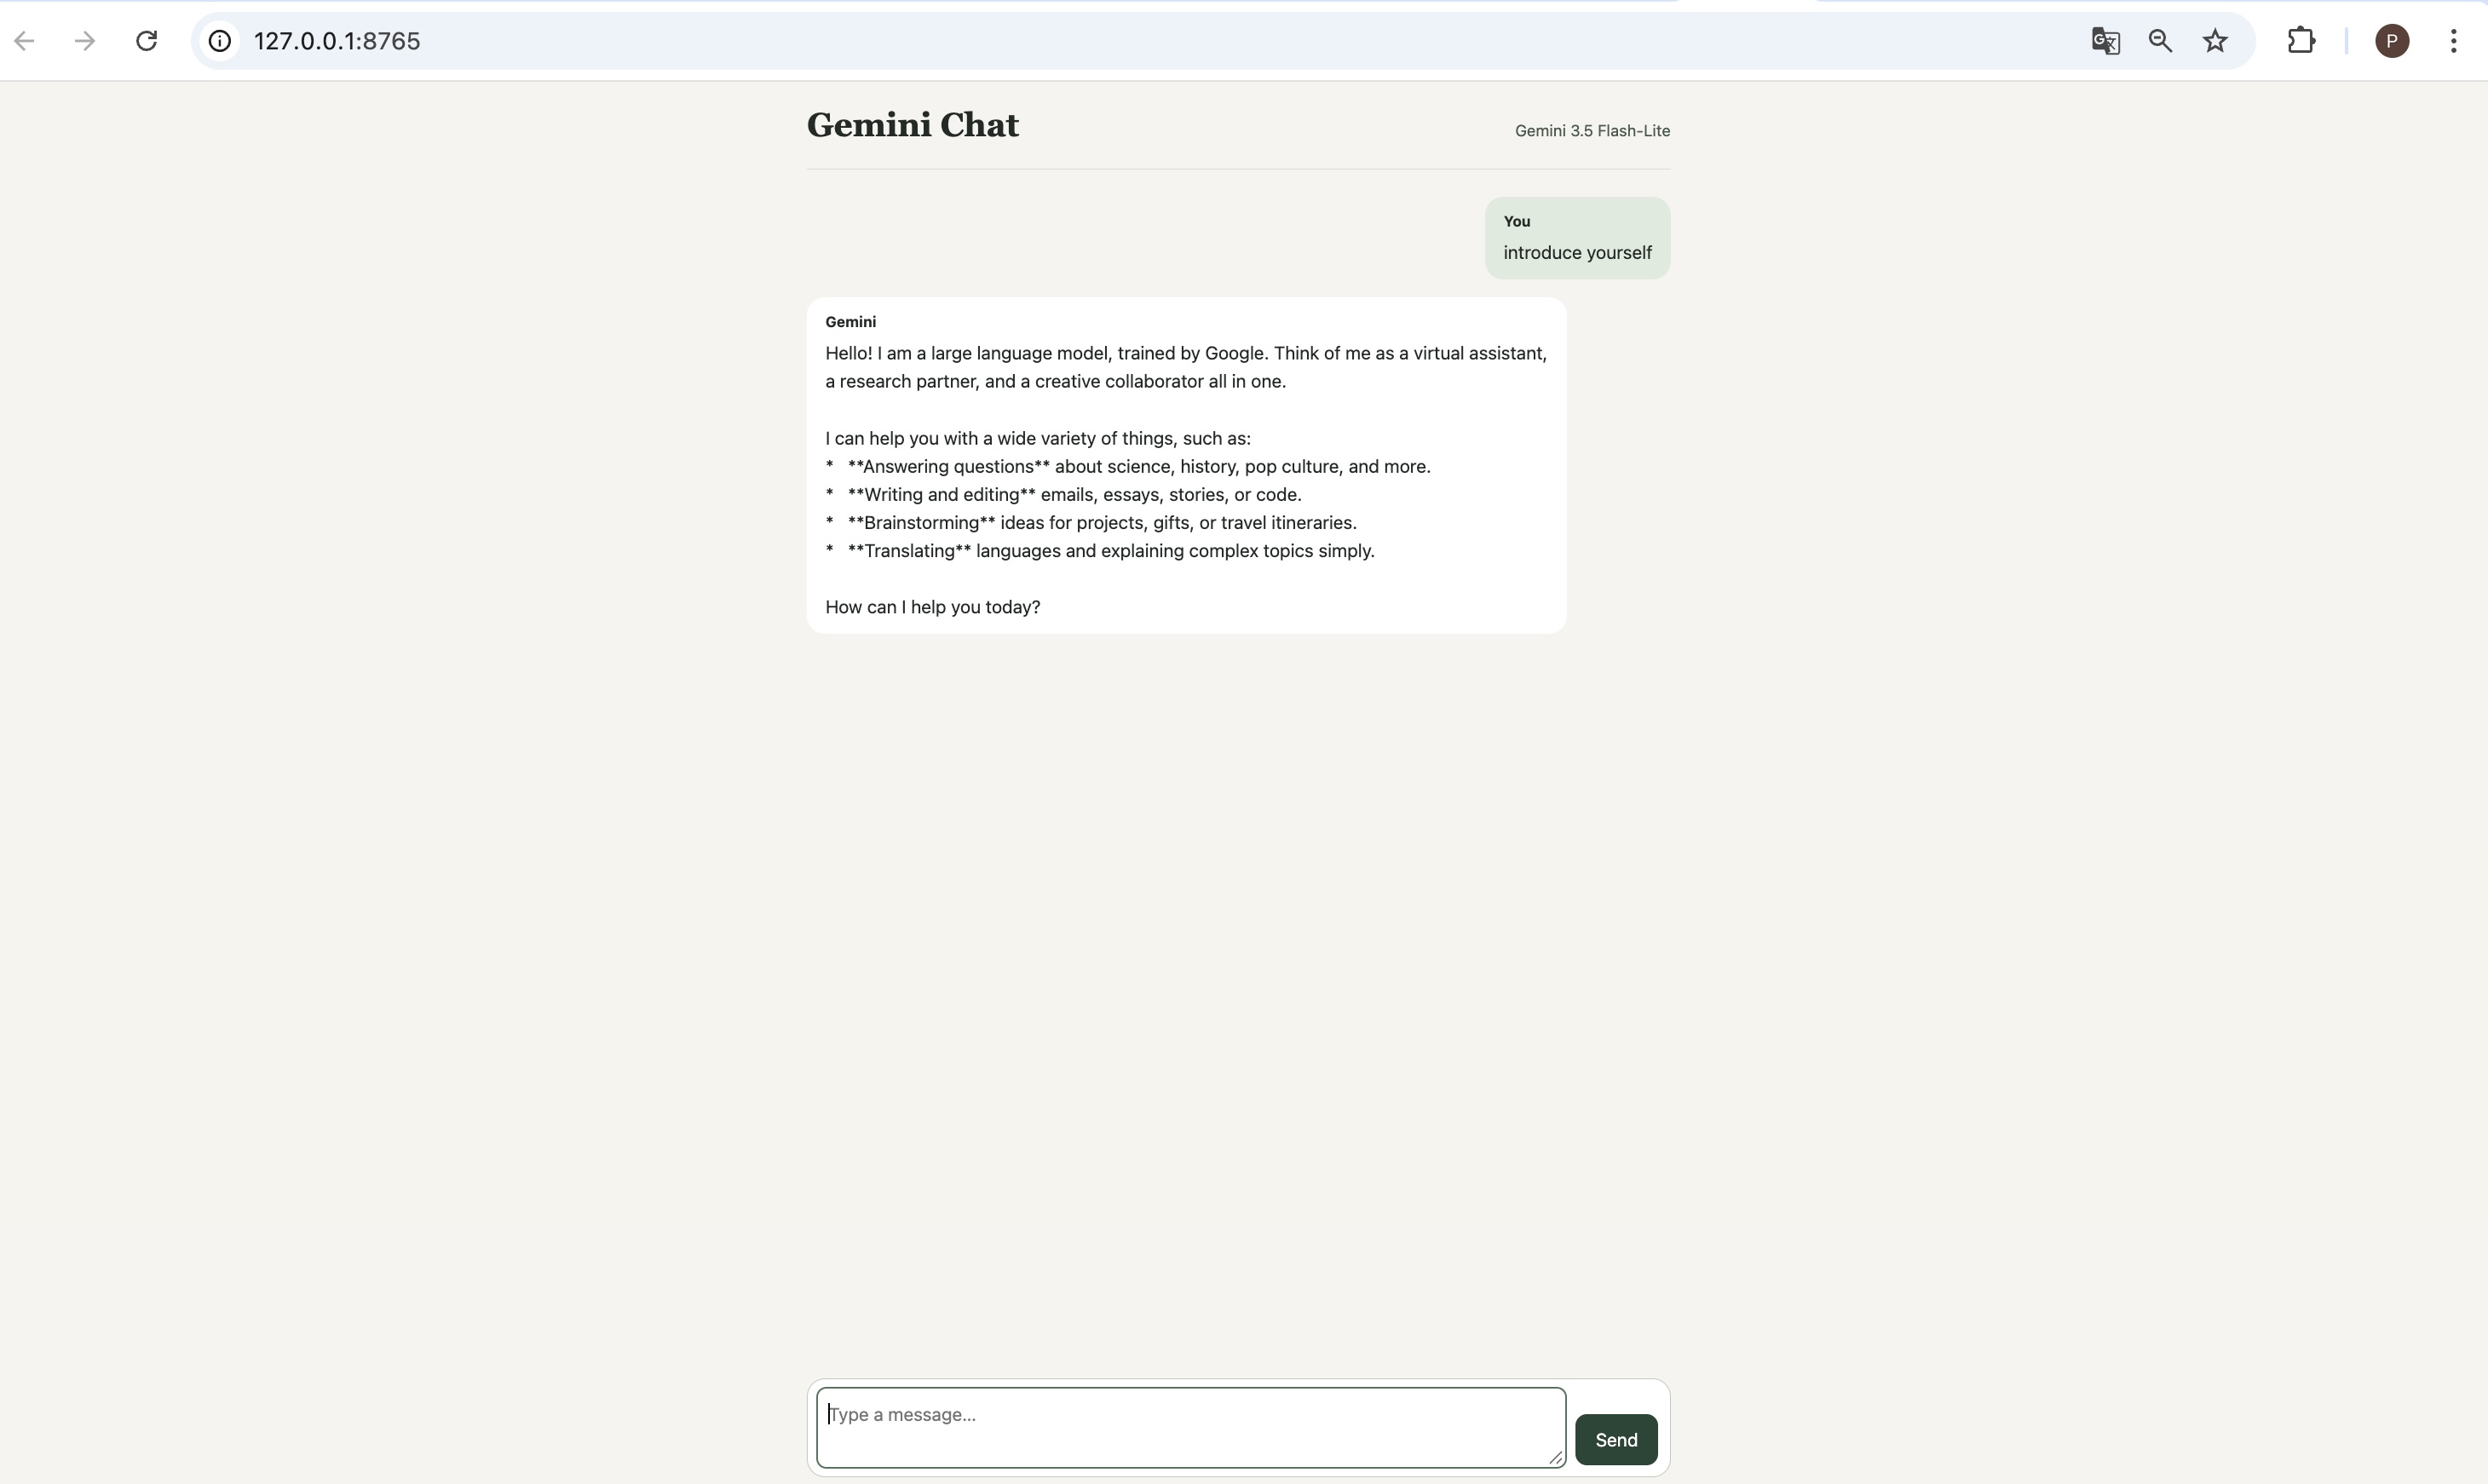 127.0.0.1:8765
P
Gemini Chat
Gemini 3.5 Flash-Lite
You
introduce yourself
Gemini
Hello! I am a large language model, trained by Google. Think of me as a virtual assistant,
a research partner, and a creative collaborator all in one.
I can help you with a wide variety of things, such as:
*   **Answering questions** about science, history, pop culture, and more.
*   **Writing and editing** emails, essays, stories, or code.
*   **Brainstorming** ideas for projects, gifts, or travel itineraries.
*   **Translating** languages and explaining complex topics simply.
How can I help you today?
Type a message...
Send